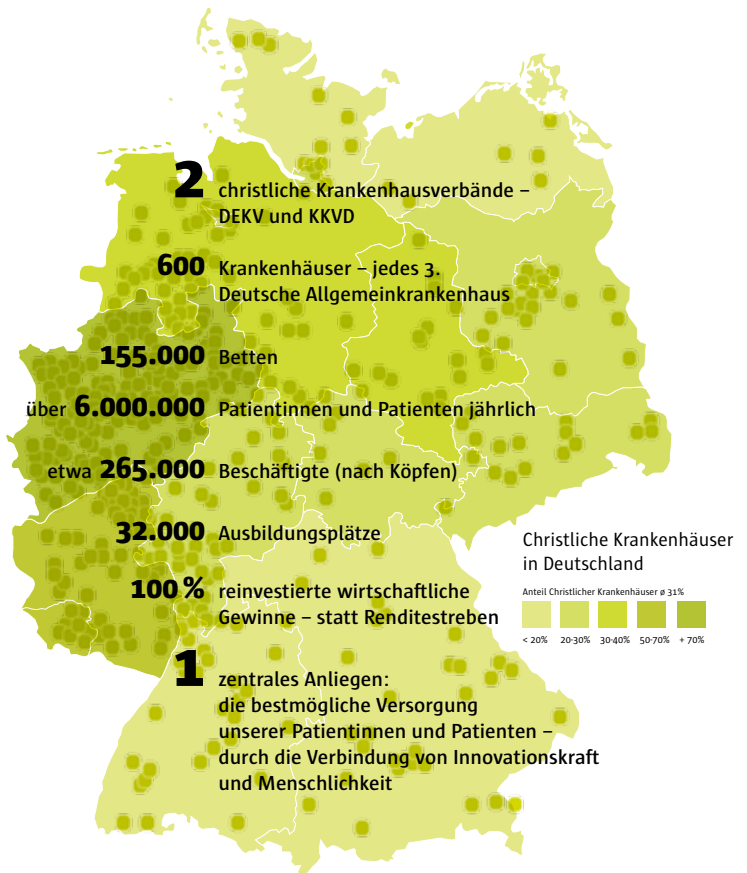 2 christliche Krankenhausverbände –
DEKV und KKVD
600 Krankenhäuser – jedes 3.
Deutsche Allgemeinkrankenhaus
155.000 Betten
über 6.000.000 Patientinnen und Patienten jährlich
etwa 265.000 Beschäftigte (nach Köpfen)
32.000 Ausbildungsplätze
100 % reinvestierte wirtschaftliche
Gewinne – statt Renditestreben
1 zentrales Anliegen:
die bestmögliche Versorgung
unserer Patientinnen und Patienten –
durch die Verbindung von Innovationskraft
und Menschlichkeit
Christliche Krankenhäuser
in Deutschland
Anteil Christlicher Krankenhäuser ø 31%
< 20% 20-30% 30-40% 50-70% + 70%